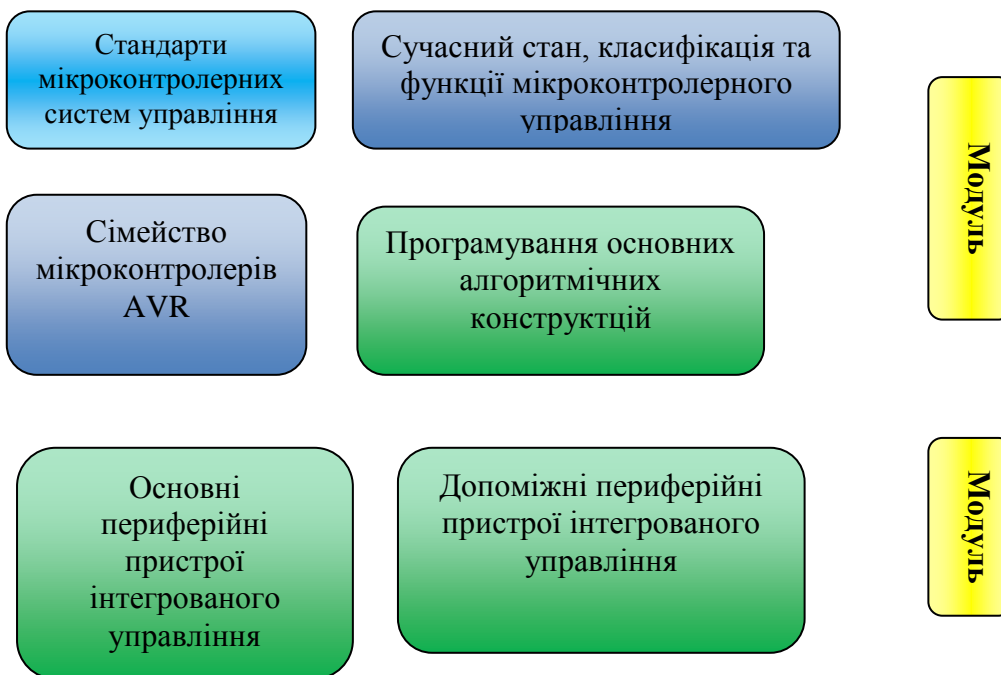 Стандарти
мікроконтролерних
систем управління
Сучасний стан, класифікація та
функції мікроконтролерного
управління
Модуль
Сімейство
мікроконтролерів
AVR
Програмування основних
алгоритмічних
конструктцій
Основні
периферійні
пристрої
інтегрованого
управління
Допоміжні периферійні
пристрої інтегрованого
управління
Модуль